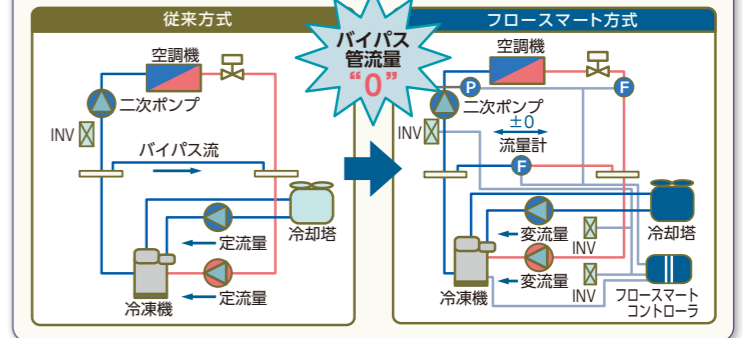 従来方式
空調機
二次ポンプ
INV
バイパス流
冷却塔
定流量
定流量
冷凍機
バイパス
管流量
“0”
フロースマート方式
空調機
P
F
二次ポンプ
INV
±0
流量計
F
冷却塔
変流量
INV
変流量
INV
冷凍機
フロースマート
コントローラ